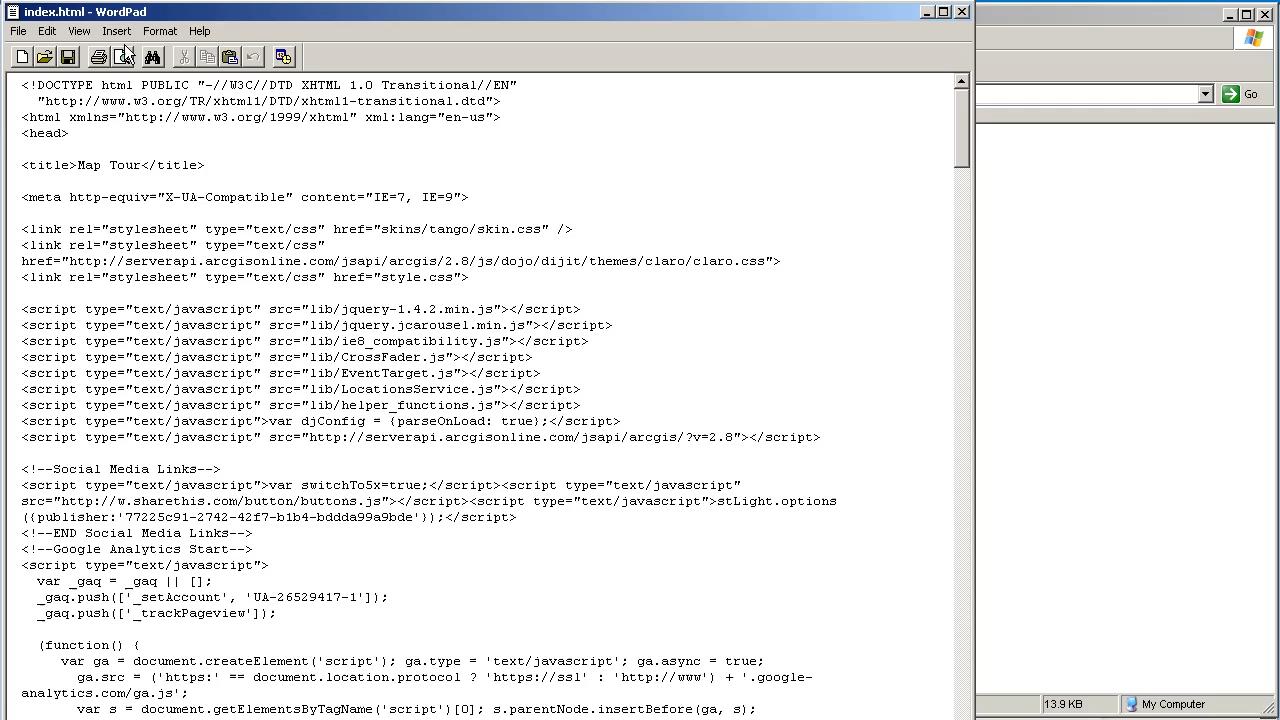 index.html - WordPad
File Edit View Insert Format Help
Go
<!DOCTYPE html PUBLIC "-//W3C//DTD XHTML 1.0 Transitional//EN"
"http://www.w3.org/TR/xhtml1/DTD/xhtml1-transitional.dtd">
<html xmlns="http://www.w3.org/1999/xhtml" xml:lang="en-us">
<head>
<title>Map Tour</title>
<meta http-equiv="X-UA-Compatible" content="IE=7, IE=9">
<link rel="stylesheet" type="text/css" href="skins/tango/skin.css" />
<link rel="stylesheet" type="text/css"
href="http://serverapi.arcgisonline.com/jsapi/arcgis/2.8/js/dojo/dijit/themes/claro/claro.css">
<link rel="stylesheet" type="text/css" href="style.css">
<script type="text/javascript" src="lib/jquery-1.4.2.min.js"></script>
<script type="text/javascript" src="lib/jquery.jcarousel.min.js"></script>
<script type="text/javascript" src="lib/ie8_compatibility.js"></script>
<script type="text/javascript" src="lib/CrossFader.js"></script>
<script type="text/javascript" src="lib/EventTarget.js"></script>
<script type="text/javascript" src="lib/LocationsService.js"></script>
<script type="text/javascript" src="lib/helper_functions.js"></script>
<script type="text/javascript">var djConfig = {parseOnLoad: true};</script>
<script type="text/javascript" src="http://serverapi.arcgisonline.com/jsapi/arcgis/?v=2.8"></script>
<!--Social Media Links-->
<script type="text/javascript">var switchTo5x=true;</script><script type="text/javascript"
src="http://w.sharethis.com/button/buttons.js"></script><script type="text/javascript">stLight.options
({publisher:'77225c91-2742-42f7-b1b4-bddda99a9bde'});</script>
<!--END Social Media Links-->
<!--Google Analytics Start-->
<script type="text/javascript">
var _gaq = _gaq || [];
_gaq.push(['_setAccount', 'UA-26529417-1']);
_gaq.push(['_trackPageview']);
(function() {
var ga = document.createElement('script'); ga.type = 'text/javascript'; ga.async = true;
ga.src = ('https:' == document.location.protocol ? 'https://ssl' : 'http://www') + '.google-
analytics.com/ga.js';
var s = document.getElementsByTagName('script')[0]; s.parentNode.insertBefore(ga, s);
13.9 KB
My Computer